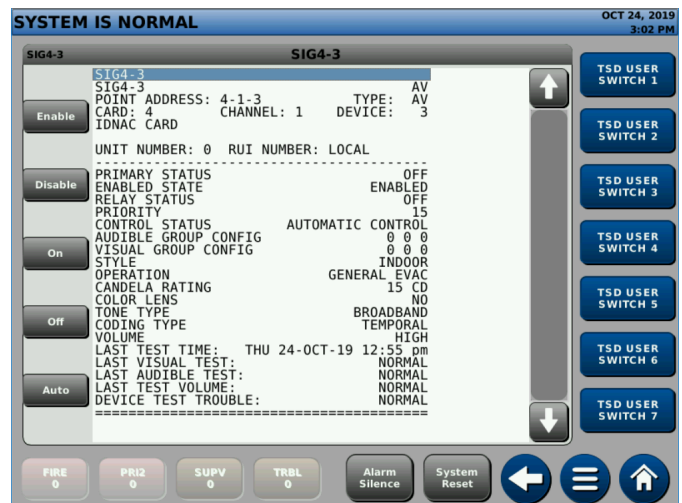 SYSTEM IS NORMAL
OCT 24, 2019
3:02 PM
SIG4-3
SIG4-3
SIG4-3
SIG4-3 AV
POINT ADDRESS: 4-1-3 TYPE: AV
CARD: 4 CHANNEL: 1 DEVICE: 3
IDNAC CARD
UNIT NUMBER: 0 RUI NUMBER: LOCAL
----------------------------------------
PRIMARY STATUS OFF
ENABLED STATE ENABLED
RELAY STATUS OFF
PRIORITY 15
CONTROL STATUS AUTOMATIC CONTROL
AUDIBLE GROUP CONFIG 0 0 0
VISUAL GROUP CONFIG 0 0 0
STYLE INDOOR
OPERATION GENERAL EVAC
CANDELA RATING 15 CD
COLOR LENS NO
TONE TYPE BROADBAND
CODING TYPE TEMPORAL
VOLUME HIGH
LAST TEST TIME: THU 24-OCT-19 12:55 pm
LAST VISUAL TEST: NORMAL
LAST AUDIBLE TEST: NORMAL
LAST TEST VOLUME: NORMAL
DEVICE TEST TROUBLE: NORMAL
========================================
Enable
Disable
On
Off
Auto
TSD USER
SWITCH 1
TSD USER
SWITCH 2
TSD USER
SWITCH 3
TSD USER
SWITCH 4
TSD USER
SWITCH 5
TSD USER
SWITCH 6
TSD USER
SWITCH 7
FIRE
0
PRI2
0
SUPV
0
TRBL
0
Alarm
Silence
System
Reset